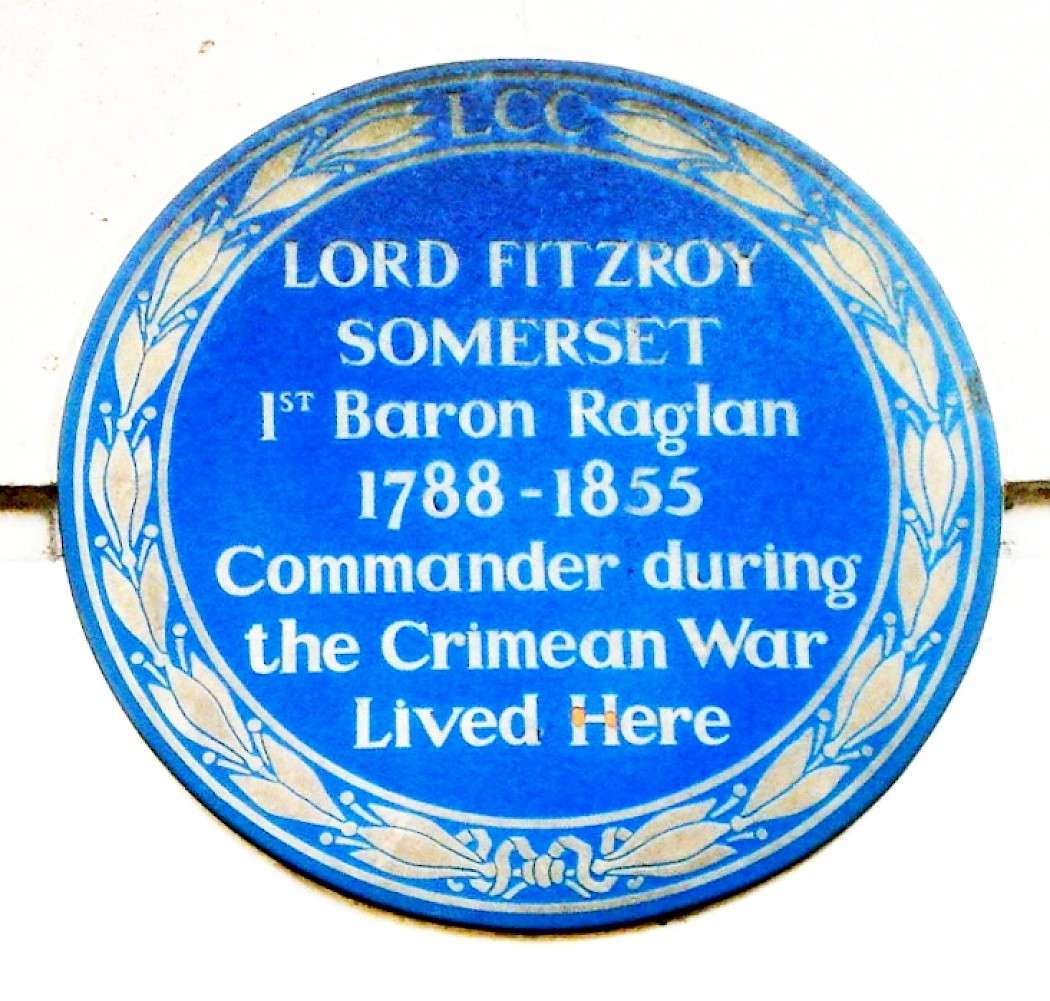 LCC
LORD FITZROY
SOMERSET
1ST Baron Raglan
1788-1855
Commander during
the Crimean War
Lived Here